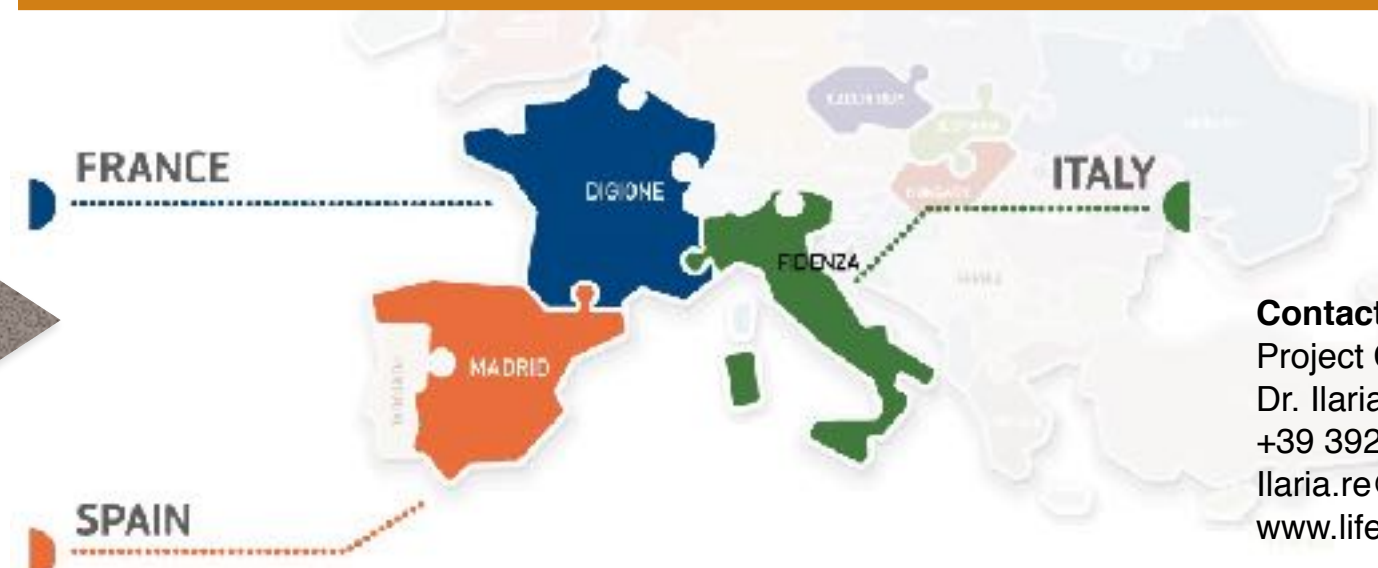 FRANCE
DIGIONE
ITALY
FIDENZA
MADRID
SPAIN
Contact
Project
Dr. Ilaria
+39 392
Ilaria.re
www.life